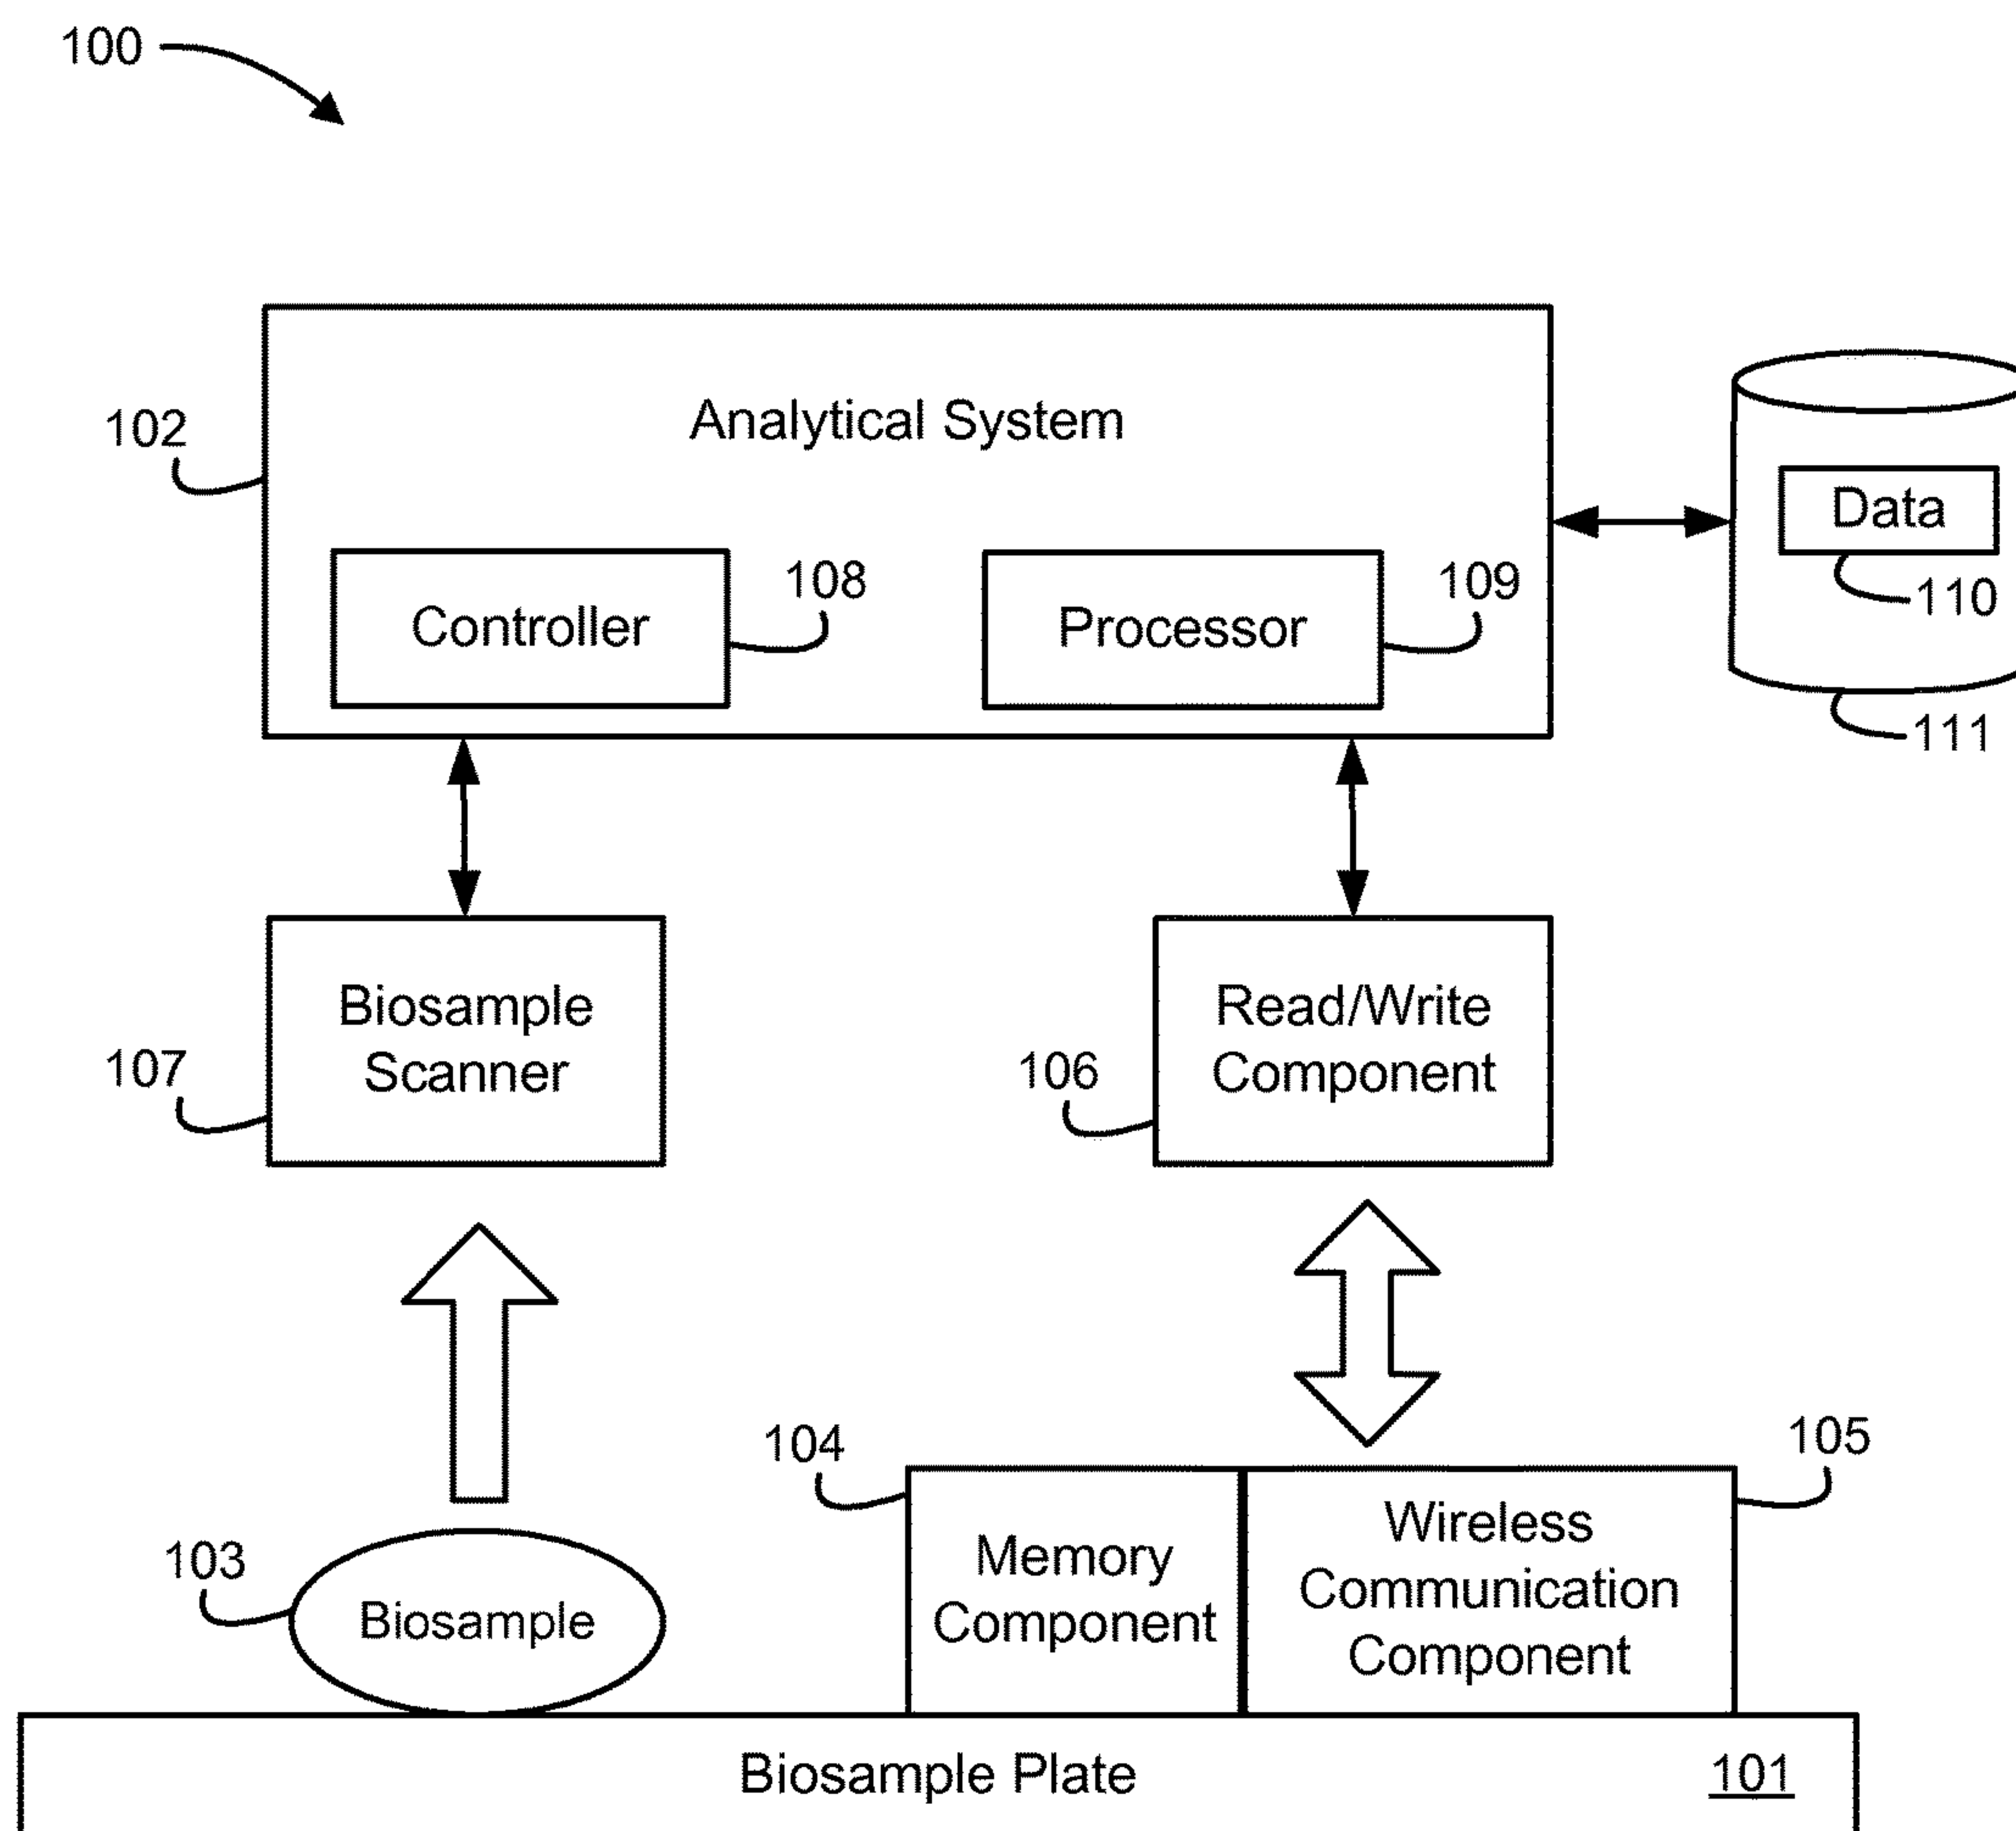 100
102
Analytical System
Data
110
111
Controller
108
Processor
109
Biosample
Scanner
107
Read/Write
Component
106
103
Biosample
104
Memory
Component
Wireless
Communication
Component
105
Biosample Plate
101